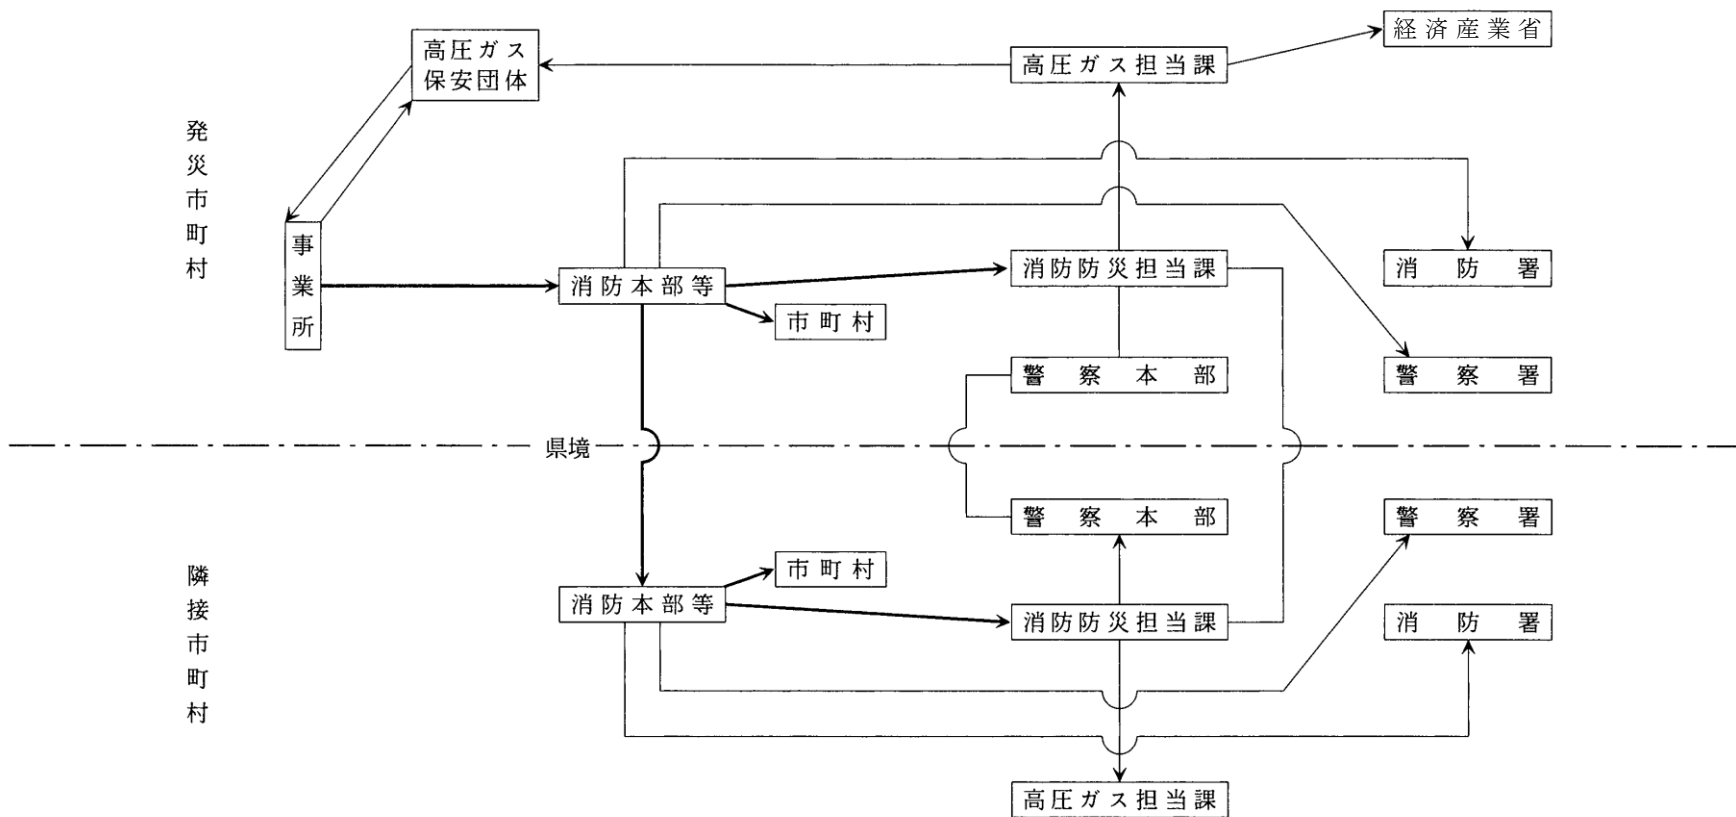 経済産業省
高圧ガス
保安団体
高圧ガス担当課
発災市町村
事業所
消防本部等
消防防災担当課
消防署
市町村
警察本部
警察署
県境
警察本部
警察署
隣接市町村
市町村
消防本部等
消防防災担当課
消防署
高圧ガス担当課